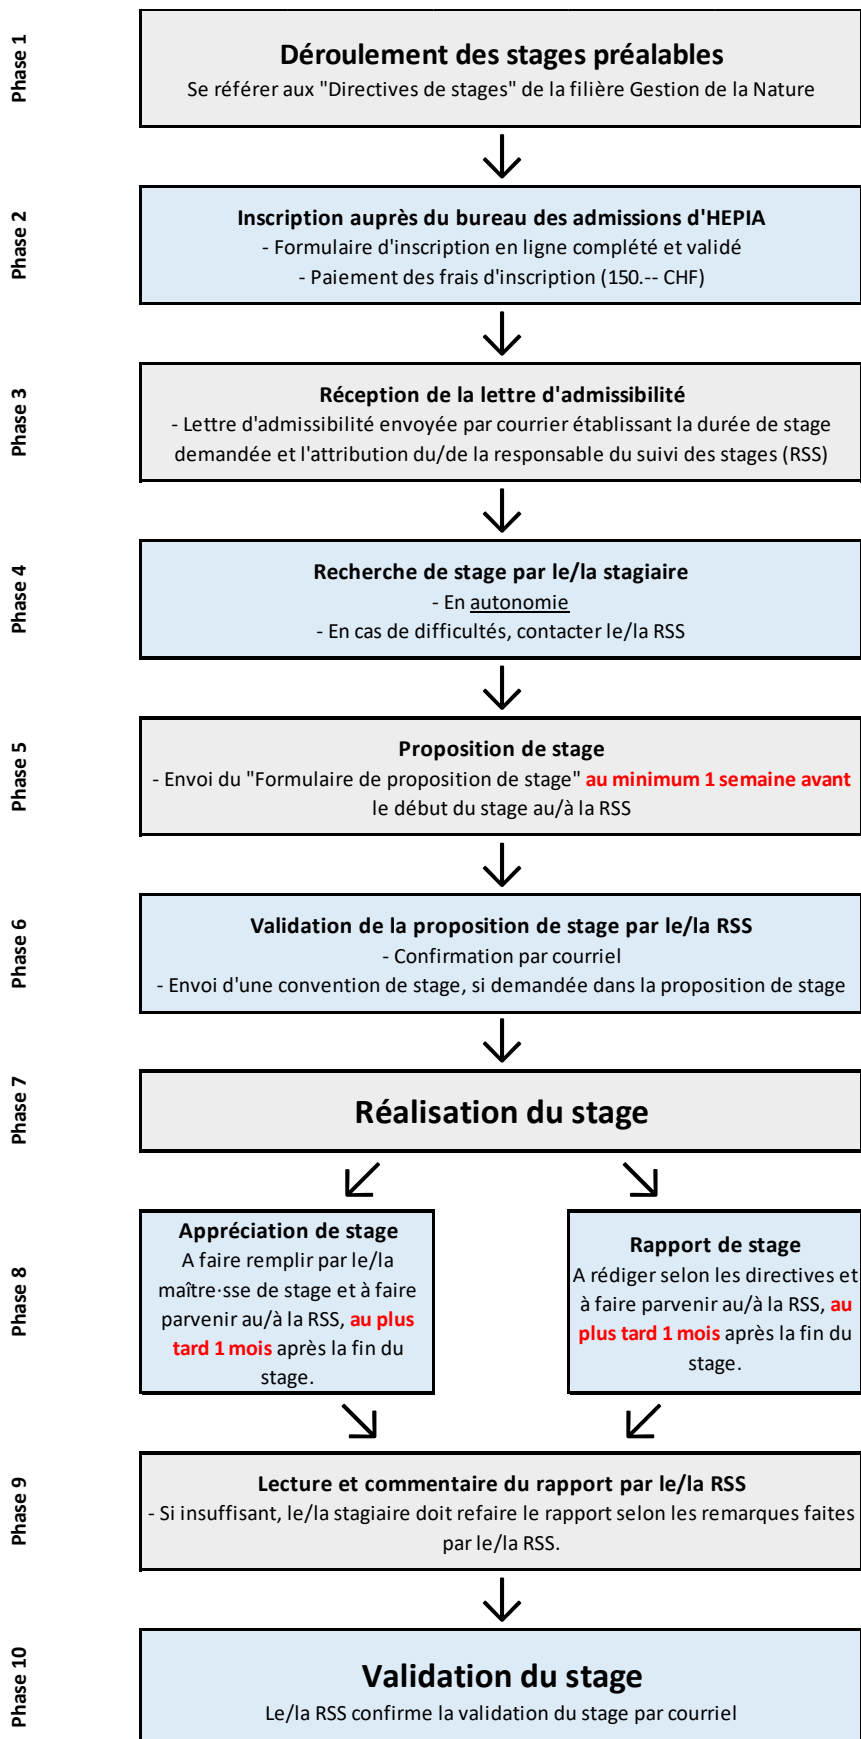 Phase 1
Déroulement des stages préalables
Se référer aux "Directives de stages" de la filière Gestion de la Nature
Phase 2
Inscription auprès du bureau des admissions d'HEPIA
- Formulaire d'inscription en ligne complété et validé
- Paiement des frais d'inscription (150.-- CHF)
Phase 3
Réception de la lettre d'admissibilité
- Lettre d'admissibilité envoyée par courrier établissant la durée de stage
demandée et l'attribution du/de la responsable du suivi des stages (RSS)
Phase 4
Recherche de stage par le/la stagiaire
- En autonomie
- En cas de difficultés, contacter le/la RSS
Phase 5
Proposition de stage
- Envoi du "Formulaire de proposition de stage" au minimum 1 semaine avant
le début du stage au/à la RSS
Phase 6
Validation de la proposition de stage par le/la RSS
- Confirmation par courriel
- Envoi d'une convention de stage, si demandée dans la proposition de stage
Phase 7
Réalisation du stage
Phase 8
Appréciation de stage
A faire remplir par le/la
maître·sse de stage et à faire
parvenir au/à la RSS, au plus
tard 1 mois après la fin du
stage.
Rapport de stage
A rédiger selon les directives et
à faire parvenir au/à la RSS, au
plus tard 1 mois après la fin du
stage.
Phase 9
Lecture et commentaire du rapport par le/la RSS
- Si insuffisant, le/la stagiaire doit refaire le rapport selon les remarques faites
par le/la RSS.
Phase 10
Validation du stage
Le/la RSS confirme la validation du stage par courriel